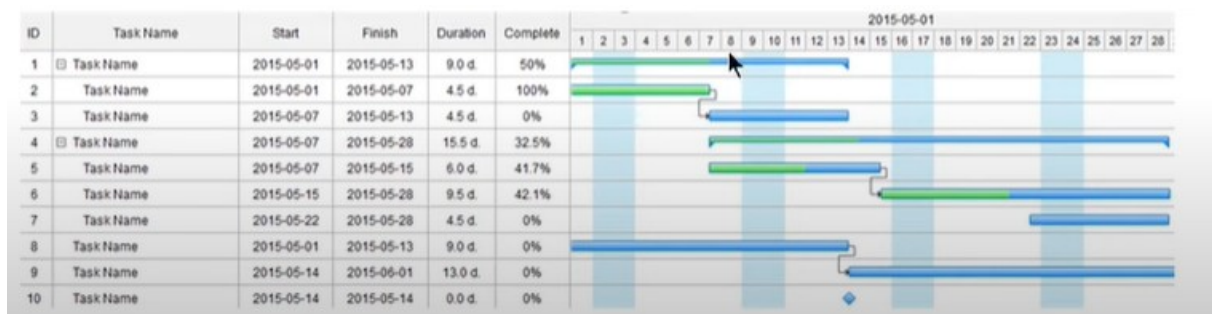 2015-05-01
ID Task Name Start Finish Duration Complete 1 2 3 4 5 6 7 8 9 10 11 12 13 14 15 16 17 18 19 20 21 22 23 24 25 26 27 28
1 Task Name 2015-05-01 2015-05-13 9.0 d. 50%
2 Task Name 2015-05-01 2015-05-07 4.5 d. 100%
3 Task Name 2015-05-07 2015-05-13 4.5 d. 0%
4 Task Name 2015-05-07 2015-05-28 15.5 d. 32.5%
5 Task Name 2015-05-07 2015-05-15 6.0 d. 41.7%
6 Task Name 2015-05-15 2015-05-28 9.5 d. 42.1%
7 Task Name 2015-05-22 2015-05-28 4.5 d. 0%
8 Task Name 2015-05-01 2015-05-13 9.0 d. 0%
9 Task Name 2015-05-14 2015-06-01 13.0 d. 0%
10 Task Name 2015-05-14 2015-05-14 0.0 d. 0%